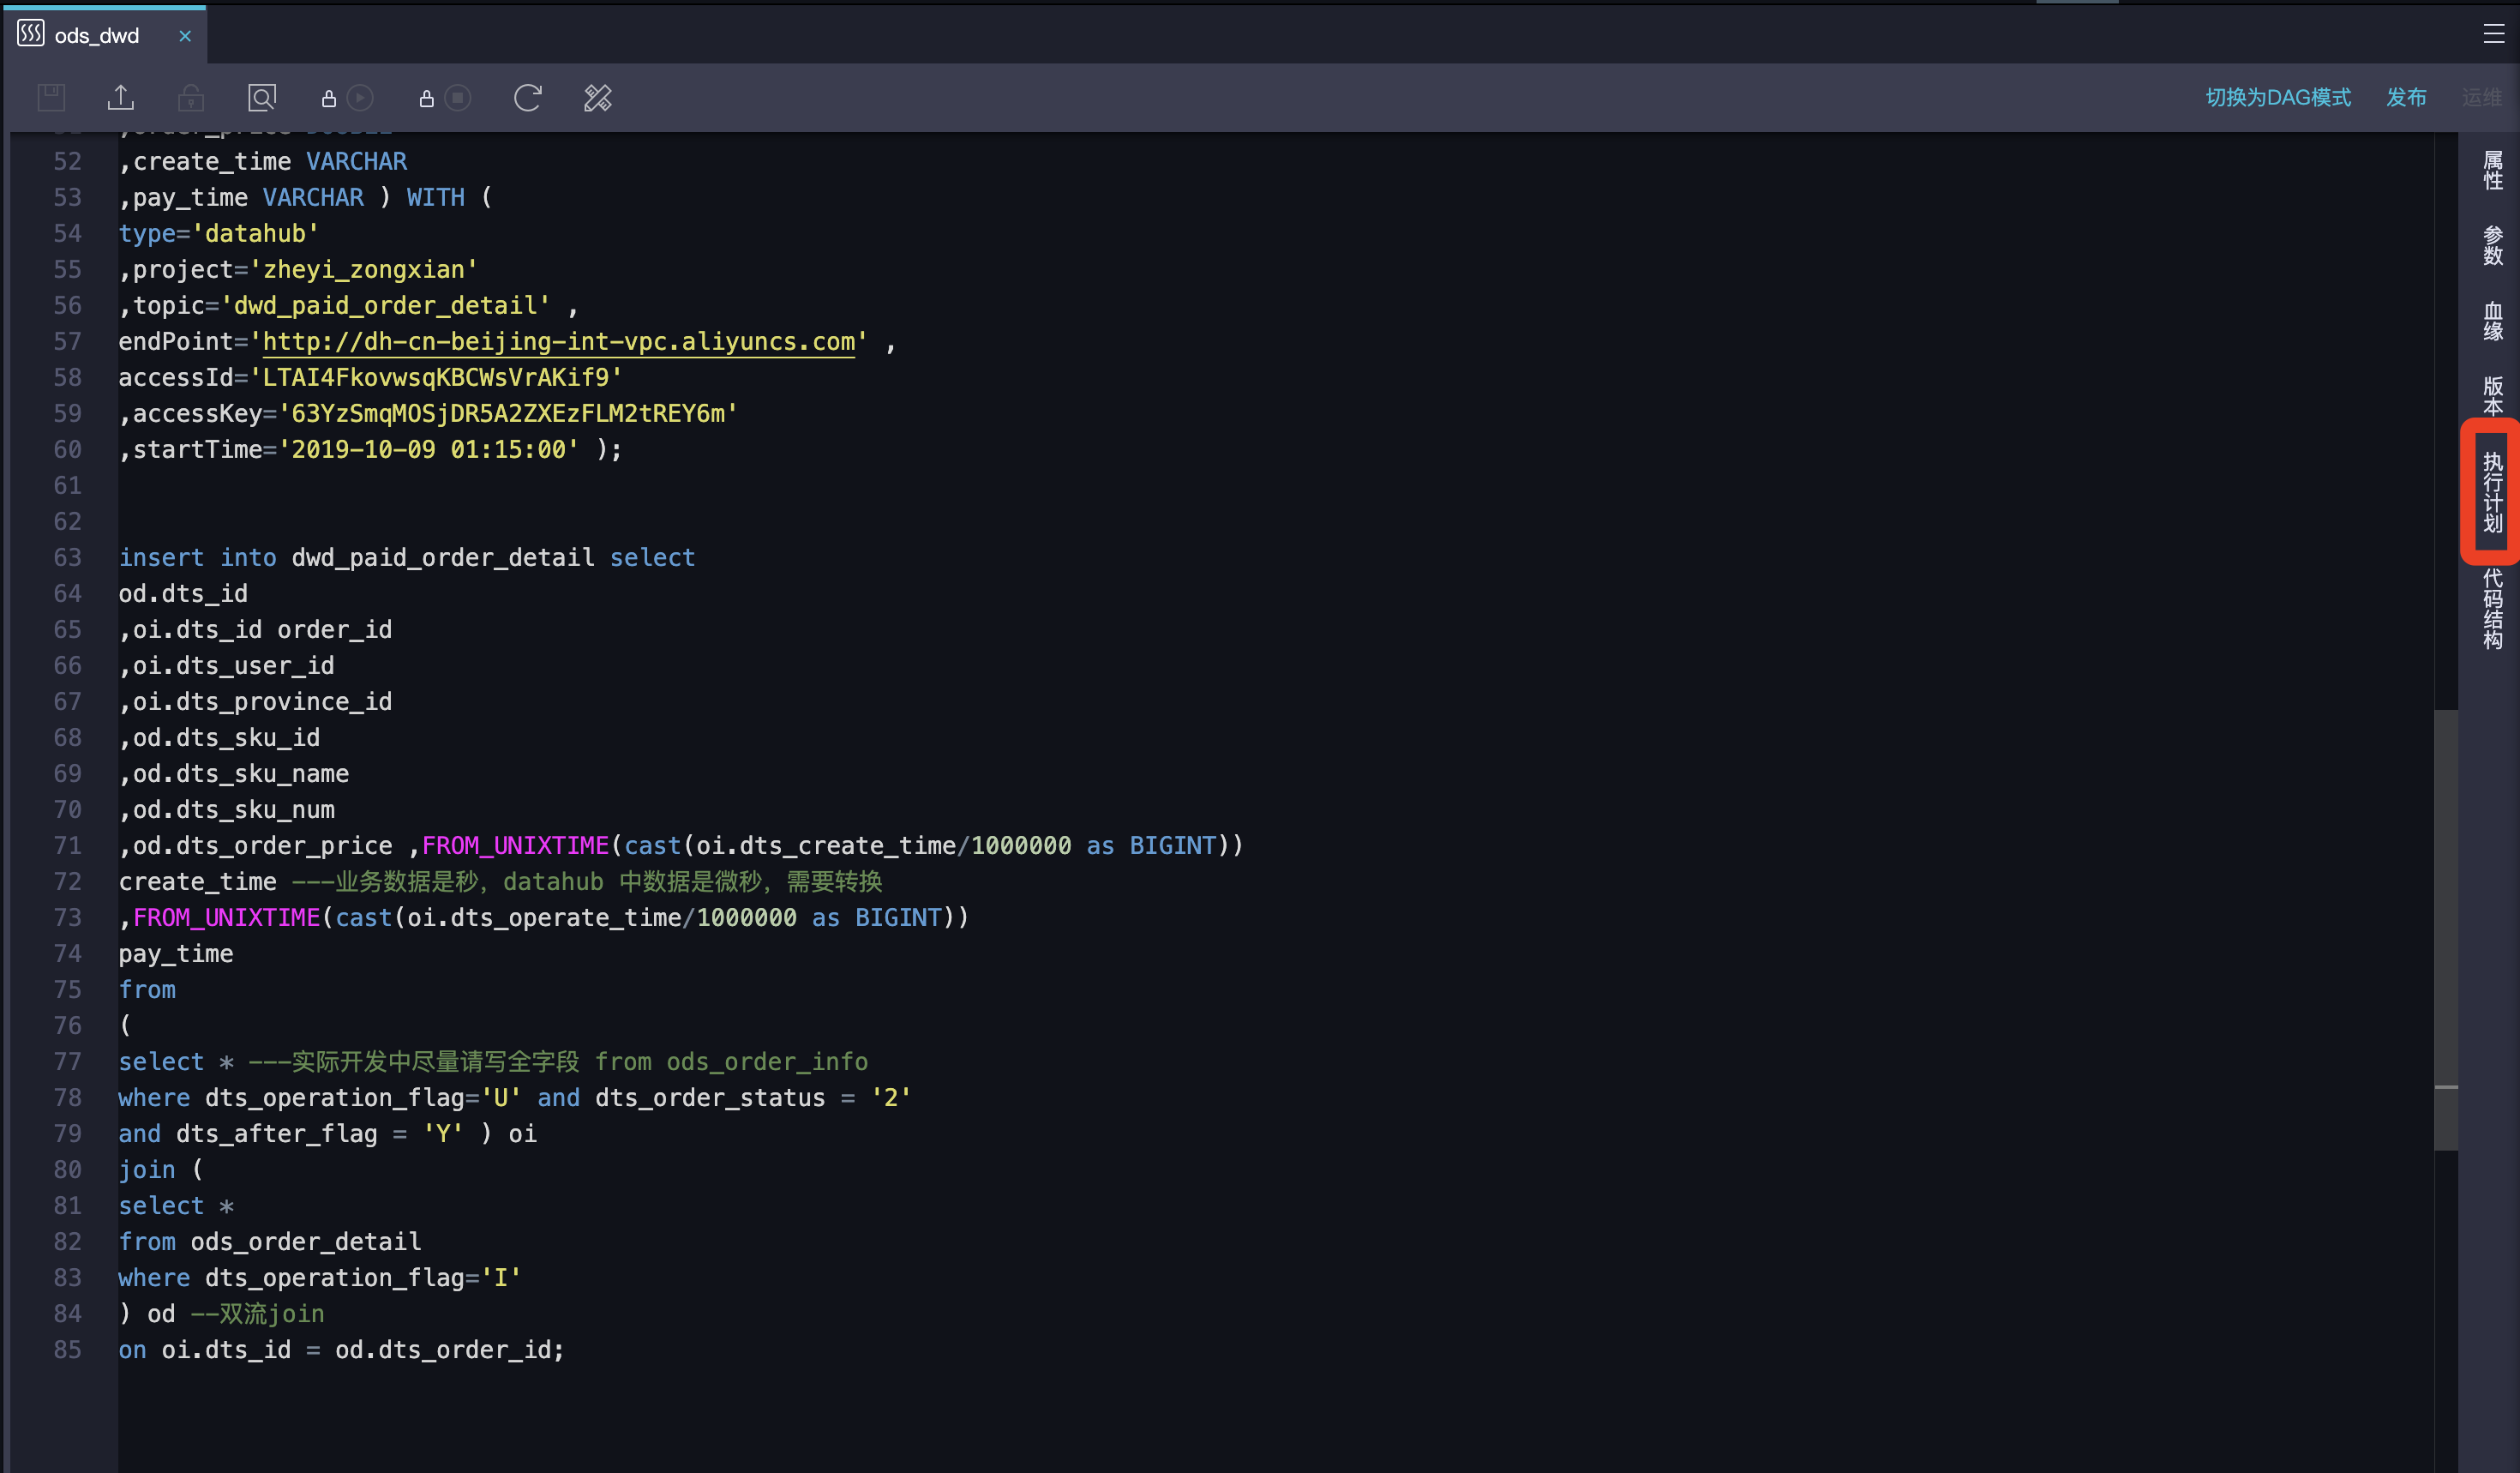 ods_dwd
切换为DAG模式 发布 运维
52 ,create_time VARCHAR
53 ,pay_time VARCHAR ) WITH (
54 type='datahub'
55 ,project='zheyi_zongxian'
56 ,topic='dwd_paid_order_detail' ,
57 endPoint='http://dh-cn-beijing-int-vpc.aliyuncs.com' ,
58 accessId='LTAI4FkovwsqKBCWsVrAKif9'
59 ,accessKey='63YzSmqMOSjDR5A2ZXEzFLM2tREY6m'
60 ,startTime='2019-10-09 01:15:00' );
61
62
63 insert into dwd_paid_order_detail select
64 od.dts_id
65 ,oi.dts_id order_id
66 ,oi.dts_user_id
67 ,oi.dts_province_id
68 ,od.dts_sku_id
69 ,od.dts_sku_name
70 ,od.dts_sku_num
71 ,od.dts_order_price ,FROM_UNIXTIME(cast(oi.dts_create_time/1000000 as BIGINT))
72 create_time ---业务数据是秒，datahub 中数据是微秒，需要转换
73 ,FROM_UNIXTIME(cast(oi.dts_operate_time/1000000 as BIGINT))
74 pay_time
75 from
76 (
77 select * ---实际开发中尽量请写全字段 from ods_order_info
78 where dts_operation_flag='U' and dts_order_status = '2'
79 and dts_after_flag = 'Y' ) oi
80 join (
81 select *
82 from ods_order_detail
83 where dts_operation_flag='I'
84 ) od --双流join
85 on oi.dts_id = od.dts_order_id;
属性
参数
血缘
版本
执行计划
代码结构